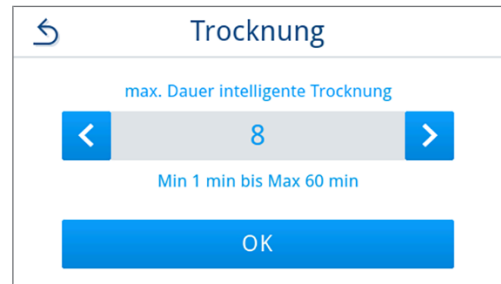 Trocknung
max. Dauer intelligente Trocknung
8
Min 1 min bis Max 60 min
OK